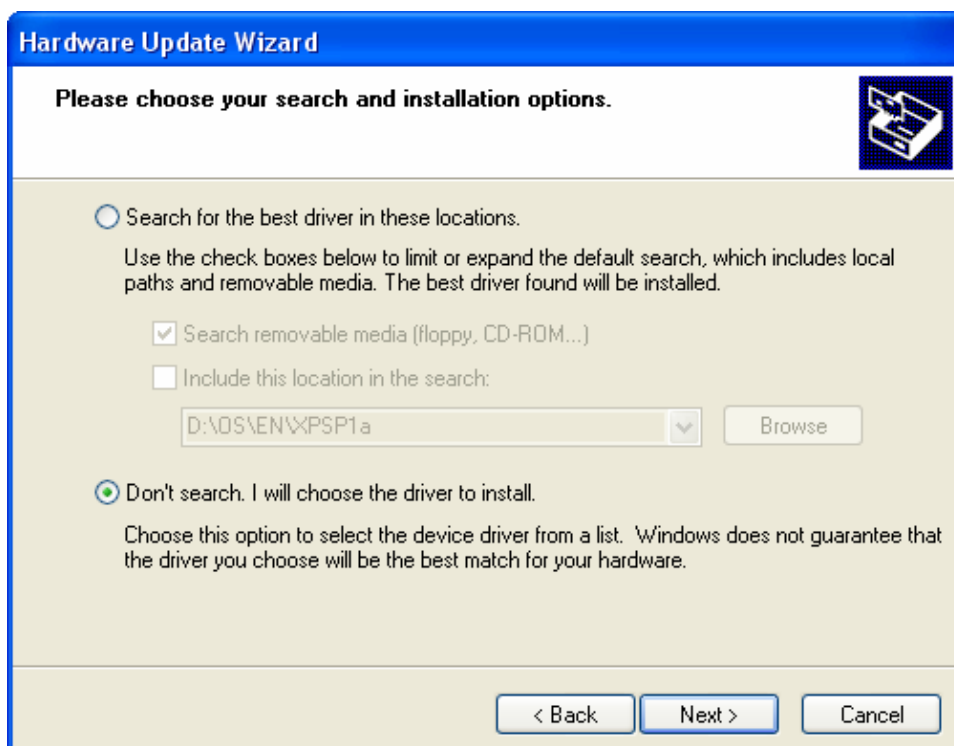 Hardware Update Wizard
Please choose your search and installation options.
Search for the best driver in these locations.
Use the check boxes below to limit or expand the default search, which includes local
paths and removable media. The best driver found will be installed.
Search removable media (floppy, CD-ROM...)
Include this location in the search:
D:\OS\EN\XPSP1a
Browse
Don't search. I will choose the driver to install.
Choose this option to select the device driver from a list. Windows does not guarantee that
the driver you choose will be the best match for your hardware.
< Back Next > Cancel